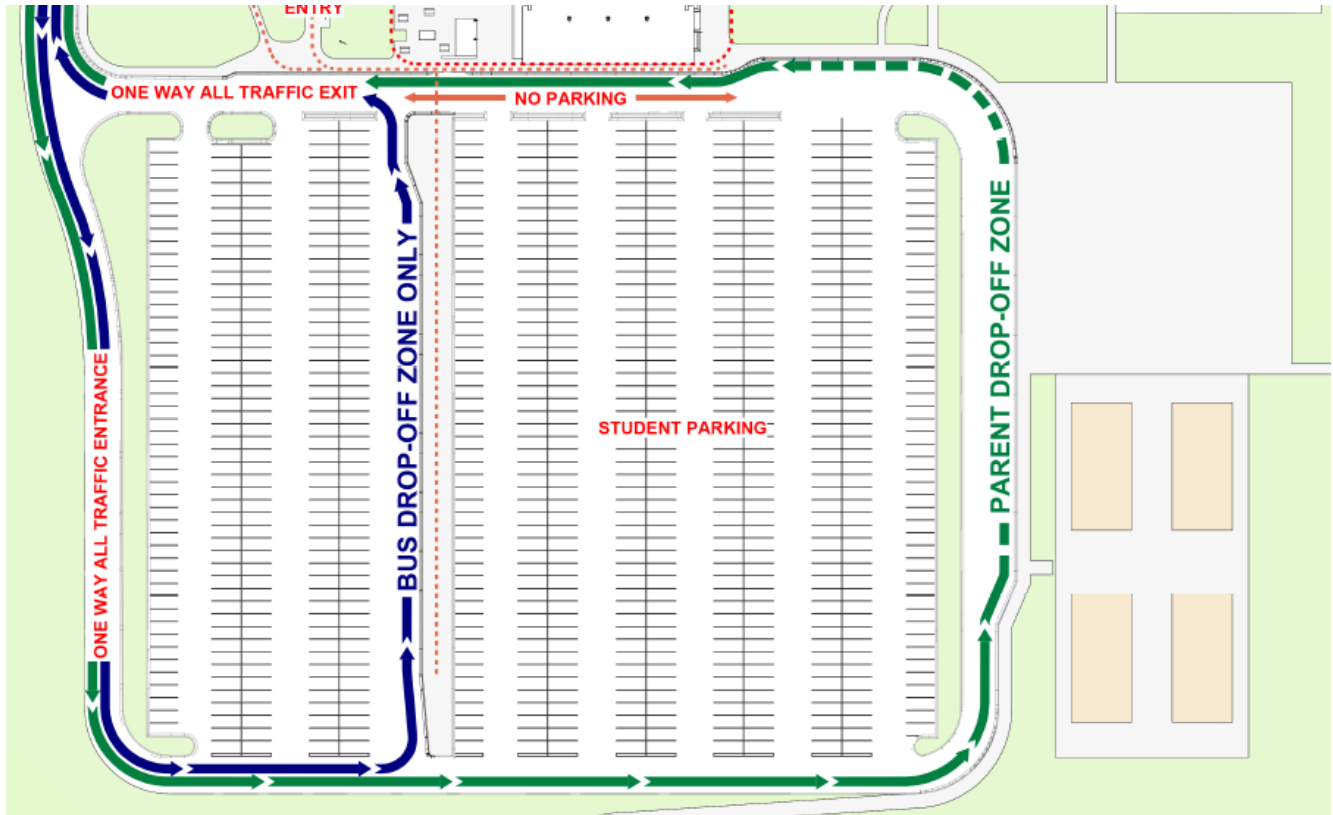 ENTRY
ONE WAY ALL TRAFFIC EXIT
NO PARKING
BUS DROP-OFF ZONE ONLY
PARENT DROP-OFF ZONE
STUDENT PARKING
ONE WAY ALL TRAFFIC ENTRANCE